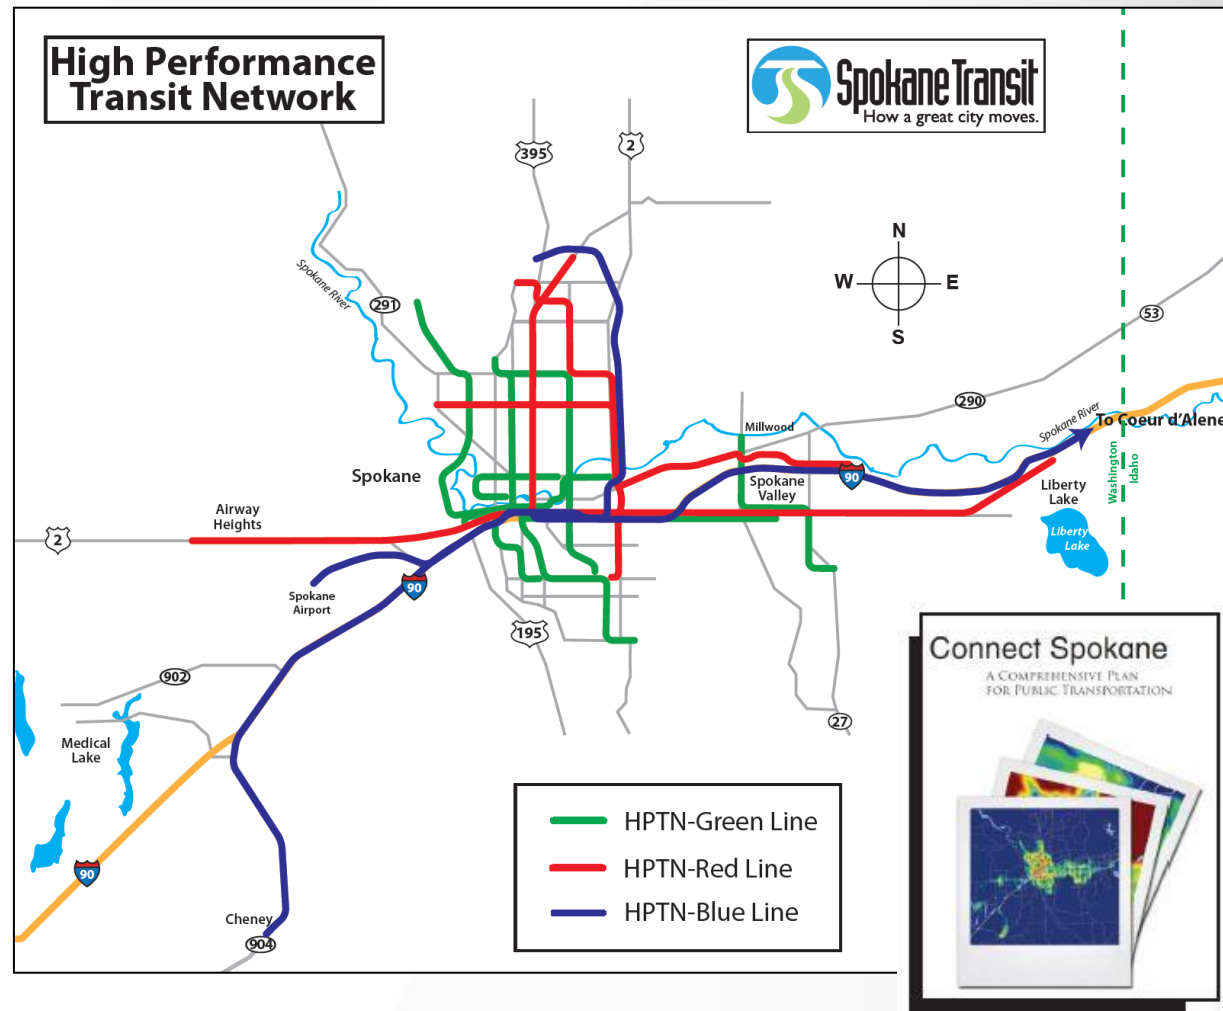 High Performance
Transit Network
Spokane Transit
How a great city moves.
395
2
N
W
E
S
Spokane River
291
53
290
Spokane River
To Coeur d'Alene
Millwood
Spokane
90
Spokane
Valley
Washington
Idaho
Liberty
Lake
Airway
Heights
2
Liberty
Lake
Spokane
Airport
90
195
902
27
Medical
Lake
90
Cheney
904
HPTN-Green Line
HPTN-Red Line
HPTN-Blue Line
Connect Spokane
A Comprehensive Plan
for Public Transportation